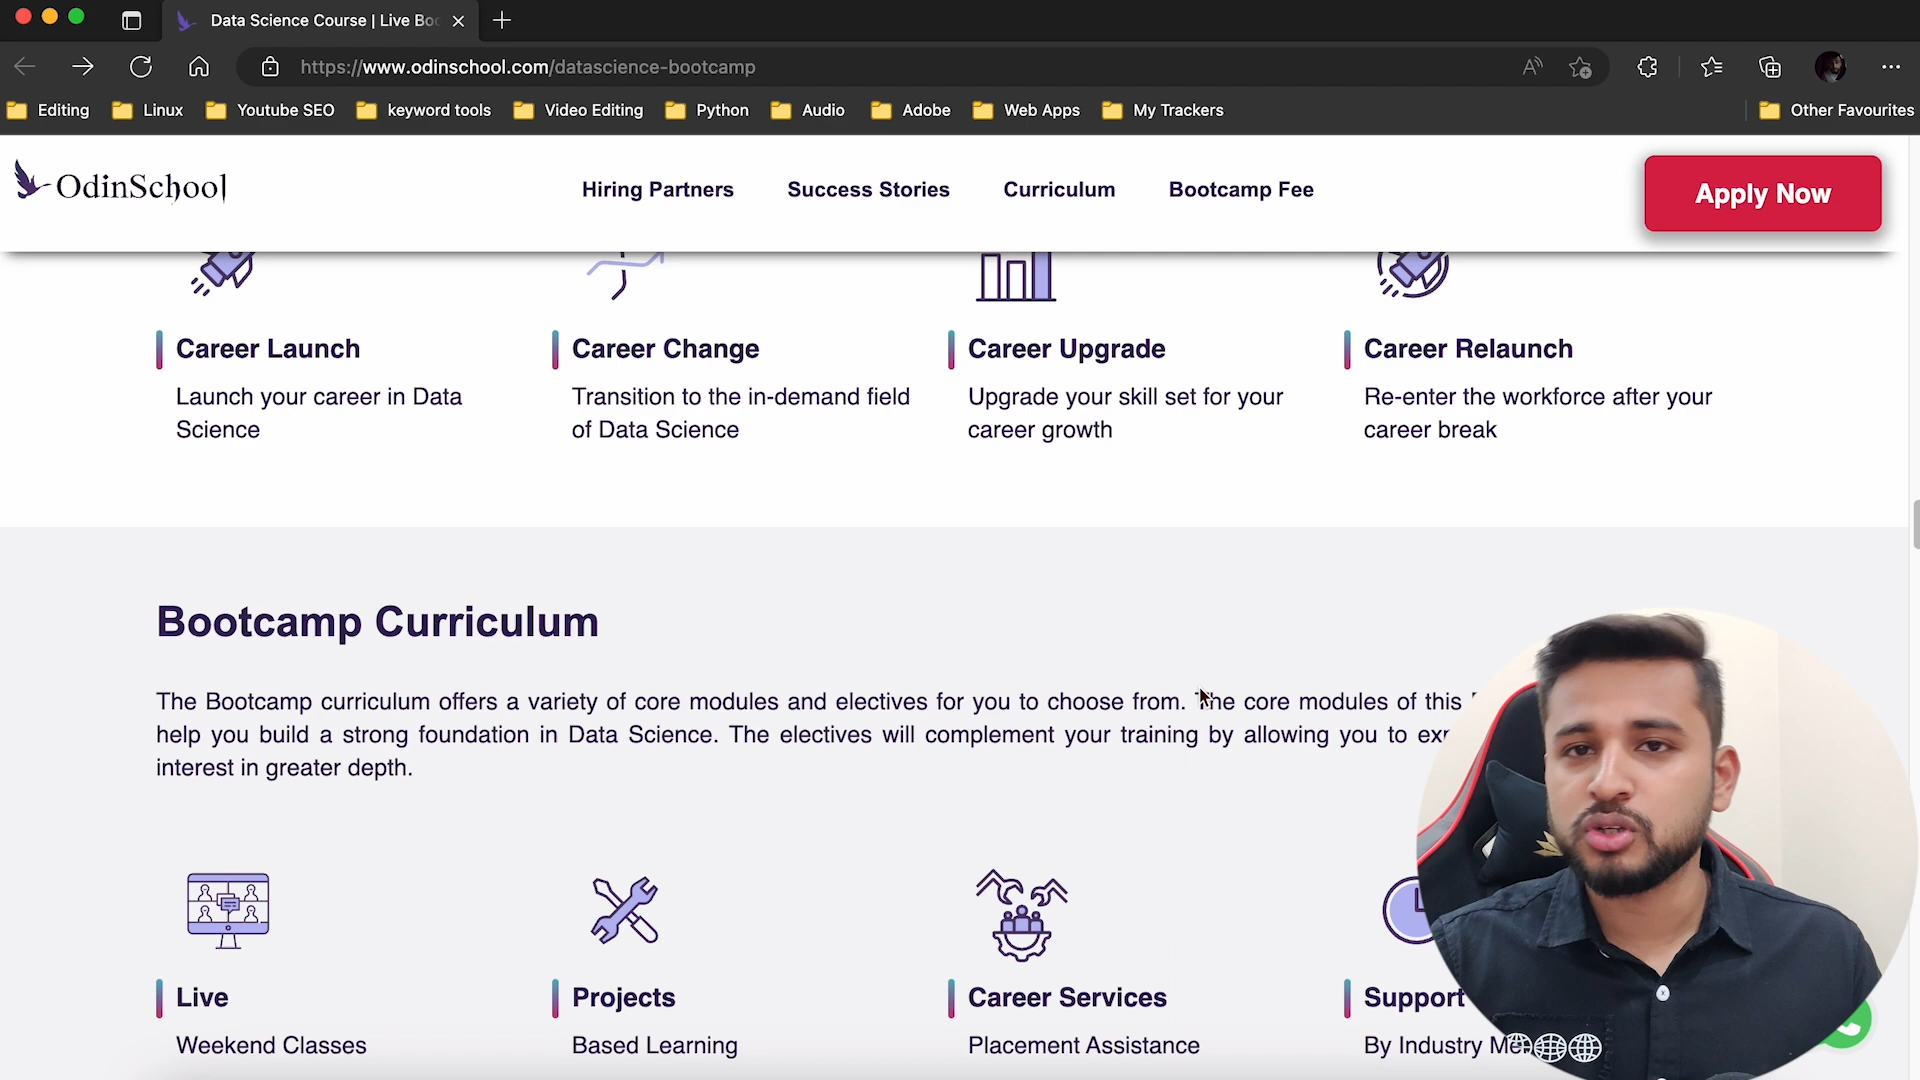 Data Science Course | Live Boo
https://www.odinschool.com/datascience-bootcamp
Editing Linux Youtube SEO keyword tools Video Editing Python Audio Adobe Web Apps My Trackers Other Favourites
OdinSchool
Hiring Partners Success Stories Curriculum Bootcamp Fee
Apply Now
Career Launch
Launch your career in Data
Science
Career Change
Transition to the in-demand field
of Data Science
Career Upgrade
Upgrade your skill set for your
career growth
Career Relaunch
Re-enter the workforce after your
career break
Bootcamp Curriculum
The Bootcamp curriculum offers a variety of core modules and electives for you to choose from. The core modules of this
help you build a strong foundation in Data Science. The electives will complement your training by allowing you to
interest in greater depth.
Live
Weekend Classes
Projects
Based Learning
Career Services
Placement Assistance
Support
By Industry